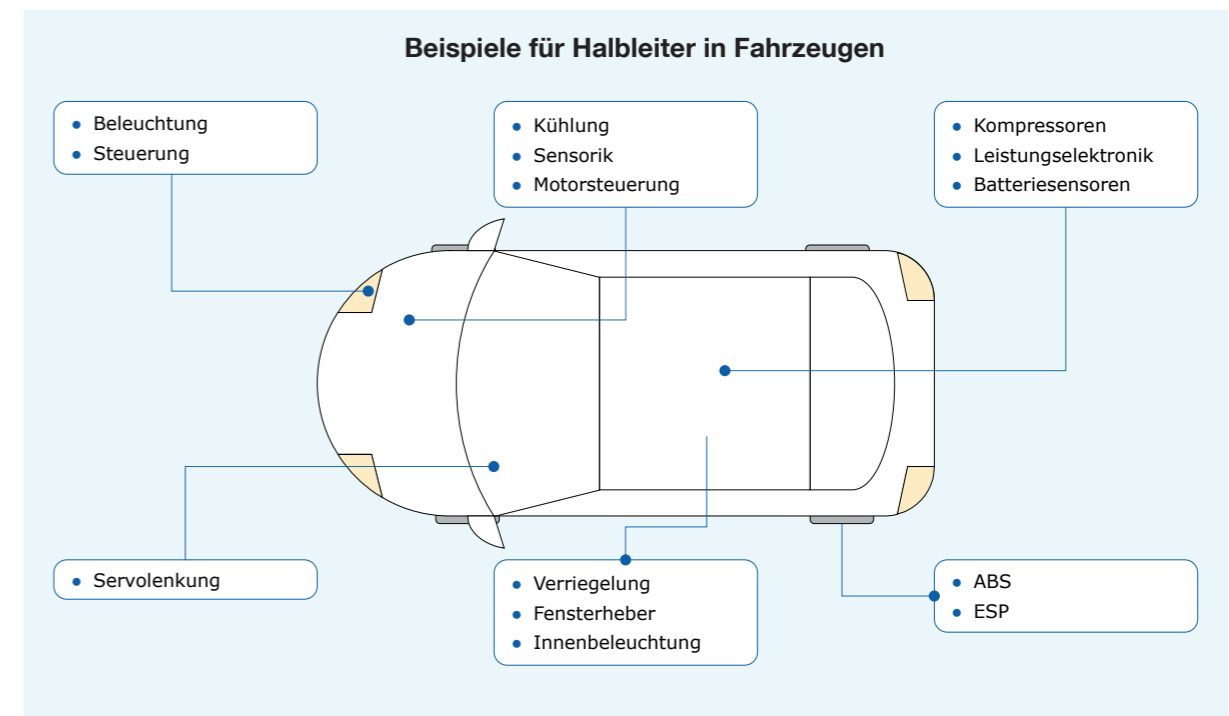 Beispiele für Halbleiter in Fahrzeugen
Beleuchtung
Steuerung
Kühlung
Sensorik
Motorsteuerung
Kompressoren
Leistungselektronik
Batteriesensoren
Servolenkung
Verriegelung
Fensterheber
Innenbeleuchtung
ABS
ESP